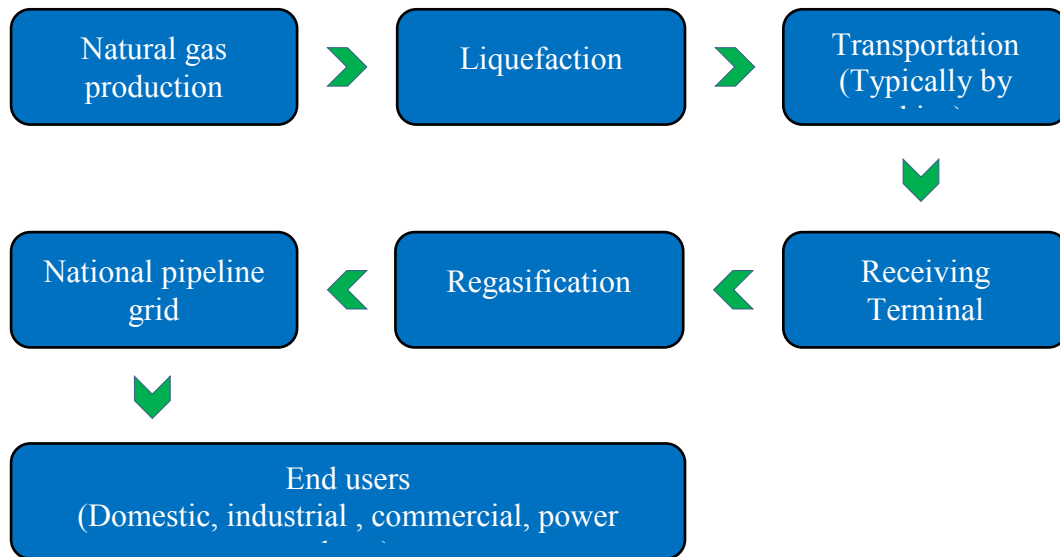 Natural gas
production
Liquefaction
Transportation
(Typically by
Receiving
Terminal
Regasification
National pipeline
grid
End users
(Domestic, industrial , commercial, power